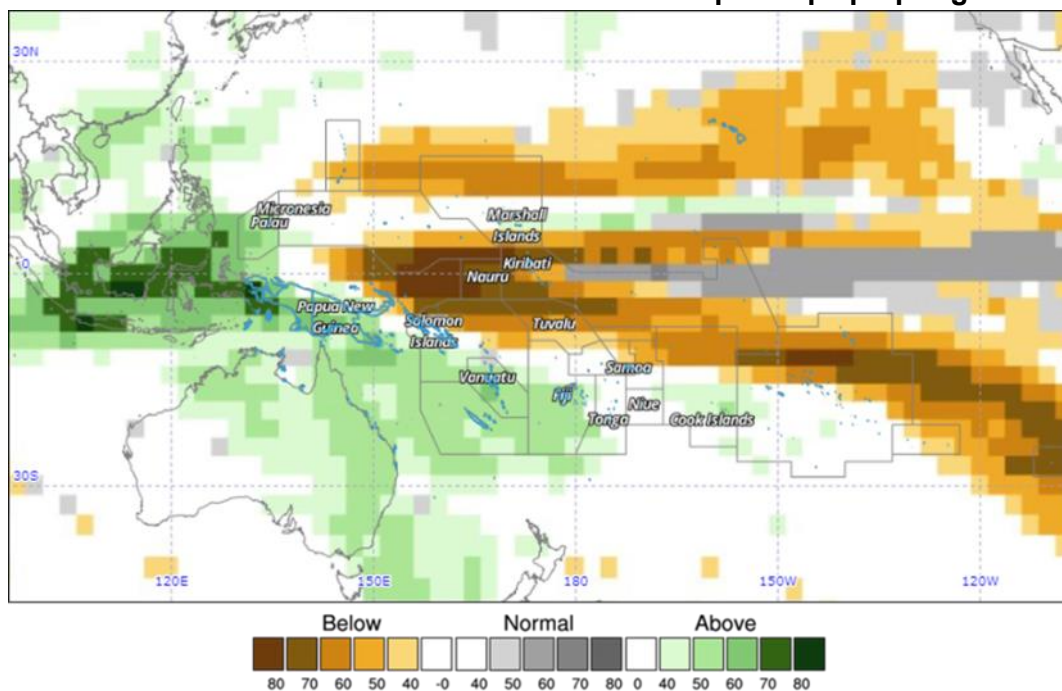 30N
Micronesia
Palau
Marshall
Islands
0
Kiribati
Nauru
Papua New
Guinea
Solomon
Islands
Tuvalu
Vanuatu
Samoa
Fiji
Tonga
Niue
Cook Islands
30S
120E 150E 180 150W 120W
Below Normal Above
80 70 60 50 40 -0 40 50 60 70 80 0 40 50 60 70 80